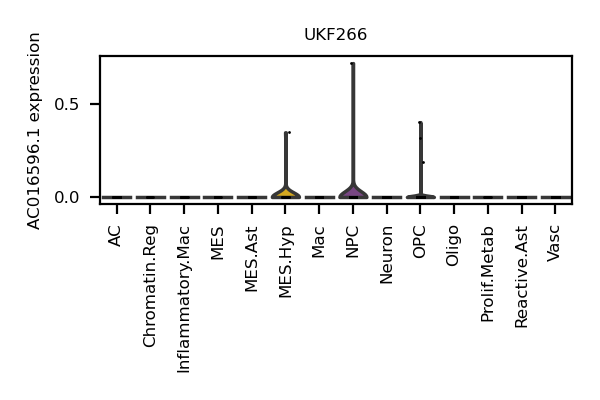 UKF266
AC016596.1 expression
0.5
0.0
AC
Chromatin.Reg
Inflammatory.Mac
MES
MES.Ast
MES.Hyp
Mac
NPC
Neuron
OPC
Oligo
Prolif.Metab
Reactive.Ast
Vasc